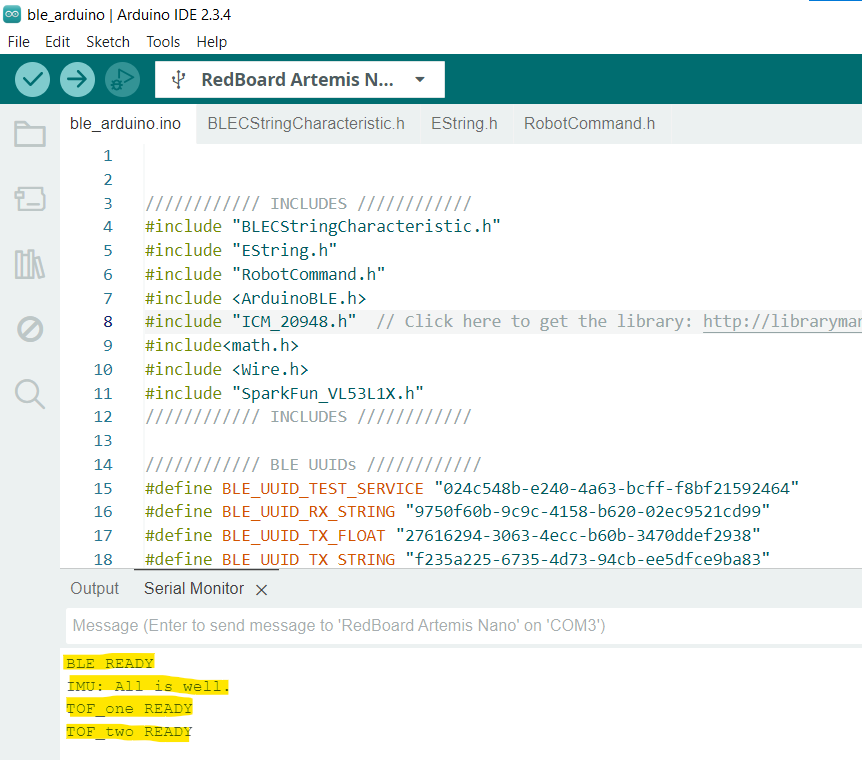 ble_arduino | Arduino IDE 2.3.4
File Edit Sketch Tools Help
RedBoard Artemis N...
ble_arduino.ino BLECStringCharacteristic.h EString.h RobotCommand.h
1
2
3 //////////// INCLUDES ////////////
4 #include "BLECStringCharacteristic.h"
5 #include "EString.h"
6 #include "RobotCommand.h"
7 #include <ArduinoBLE.h>
8 #include "ICM_20948.h"  // Click here to get the library: http://libraryman
9 #include<math.h>
10 #include <Wire.h>
11 #include "SparkFun_VL53L1X.h"
12 //////////// INCLUDES ////////////
13
14 //////////// BLE UUIDs ////////////
15 #define BLE_UUID_TEST_SERVICE "024c548b-e240-4a63-bcff-f8bf21592464"
16 #define BLE_UUID_RX_STRING "9750f60b-9c9c-4158-b620-02ec9521cd99"
17 #define BLE_UUID_TX_FLOAT "27616294-3063-4ecc-b60b-3470ddef2938"
18 #define BLE_UUID_TX_STRING "f235a225-6735-4d73-94cb-ee5dfce9ba83"
Output Serial Monitor
Message (Enter to send message to 'RedBoard Artemis Nano' on 'COM3')
BLE READY
IMU: All is well.
TOF_one READY
TOF_two READY